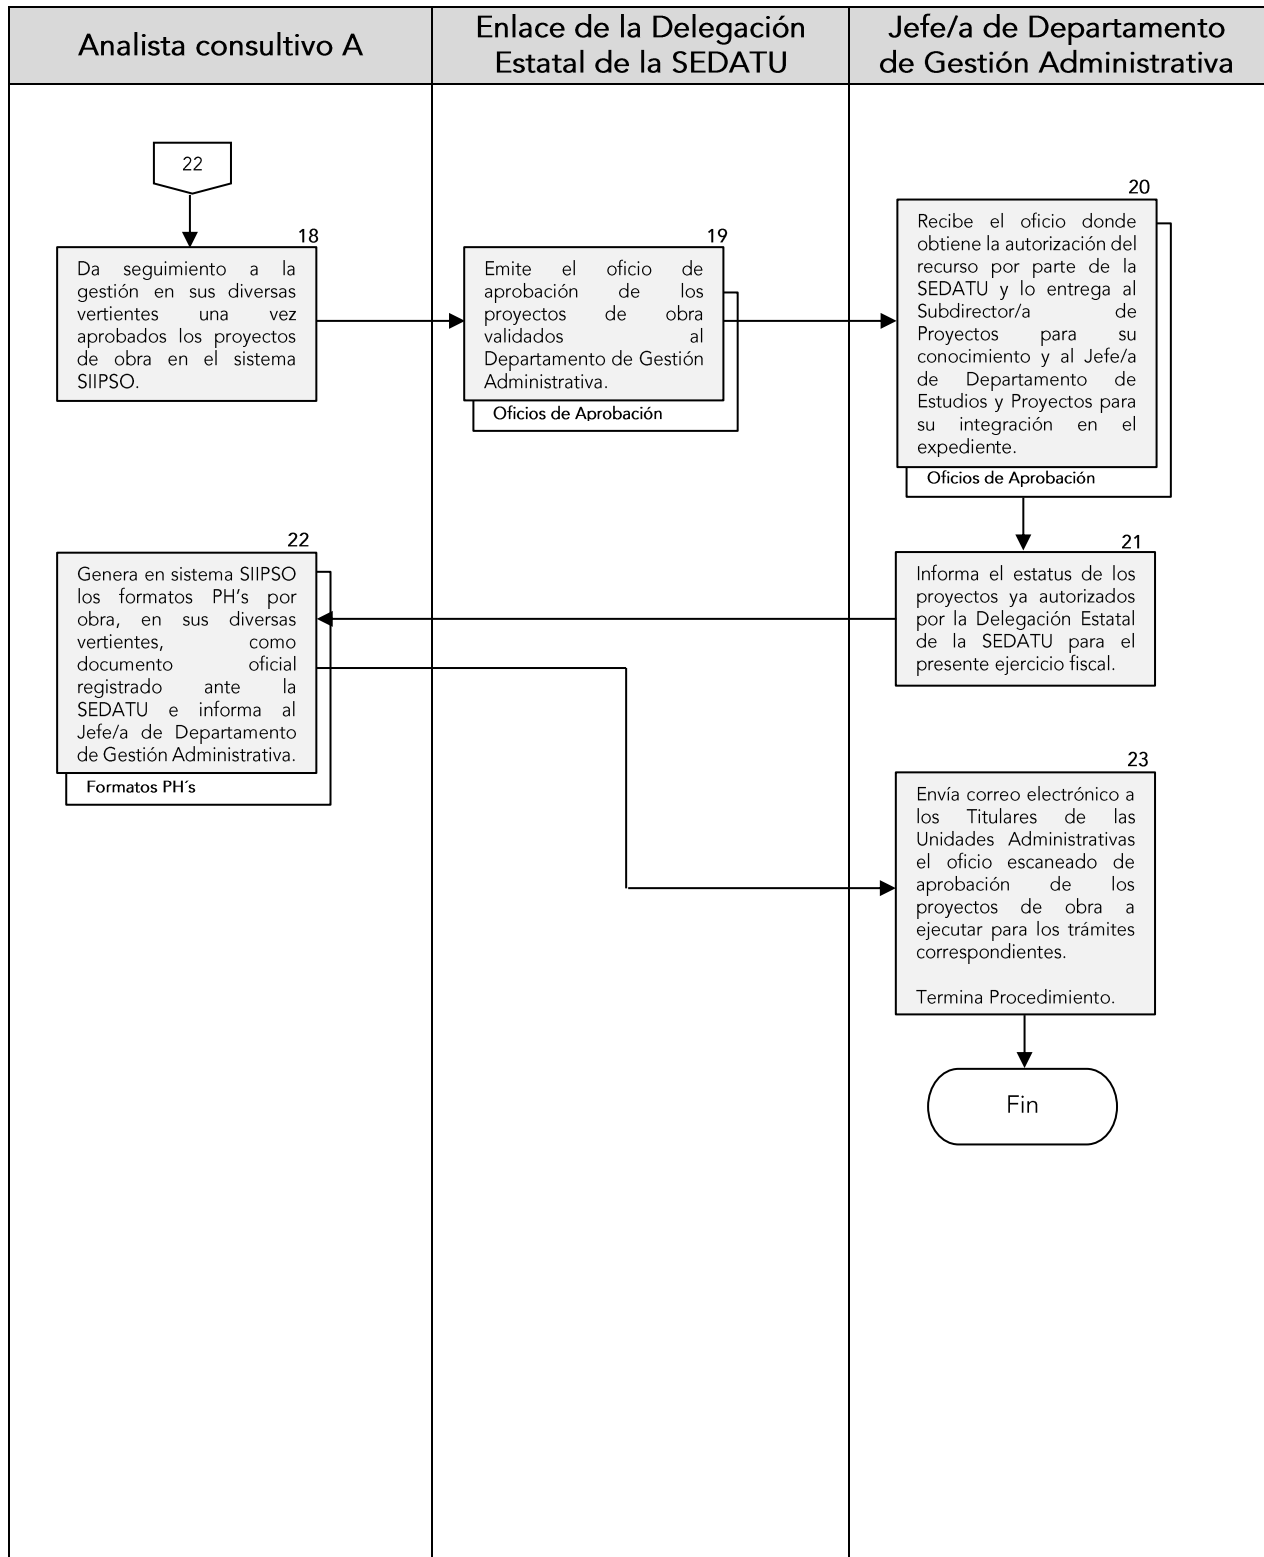 Analista consultivo A
Enlace de la Delegación
Estatal de la SEDATU
Jefe/a de Departamento
de Gestión Administrativa
22
18
Da seguimiento a la
gestión en sus diversas
vertientes una vez
aprobados los proyectos
de obra en el sistema
SIIPSO.
19
Emite el oficio de
aprobación de los
proyectos de obra
validados al
Departamento de Gestión
Administrativa.
Oficios de Aprobación
20
Recibe el oficio donde
obtiene la autorización del
recurso por parte de la
SEDATU y lo entrega al
Subdirector/a de
Proyectos para su
conocimiento y al Jefe/a
de Departamento de
Estudios y Proyectos para
su integración en el
expediente.
Oficios de Aprobación
21
Informa el estatus de los
proyectos ya autorizados
por la Delegación Estatal
de la SEDATU para el
presente ejercicio fiscal.
22
Genera en sistema SIIPSO
los formatos PH's por
obra, en sus diversas
vertientes, como
documento oficial
registrado ante la
SEDATU e informa al
Jefe/a de Departamento
de Gestión Administrativa.
Formatos PH´s
23
Envía correo electrónico a
los Titulares de las
Unidades Administrativas
el oficio escaneado de
aprobación de los
proyectos de obra a
ejecutar para los trámites
correspondientes.
Termina Procedimiento.
Fin